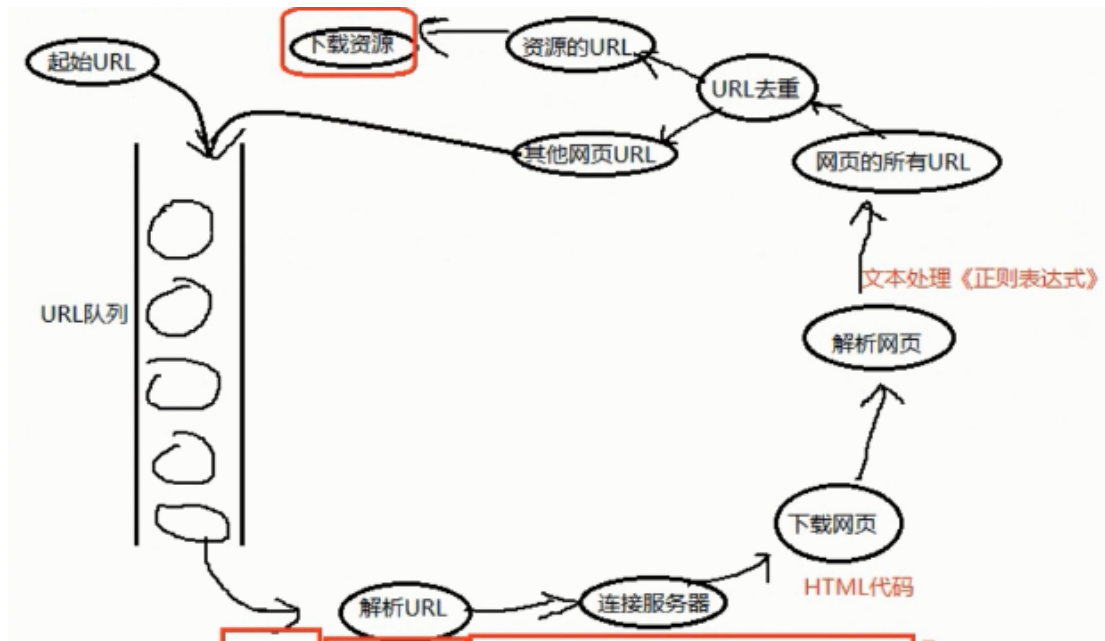 下载资源
资源的URL
起始URL
URL去重
其他网页URL
网页的所有URL
文本处理《正则表达式》
URL队列
解析网页
下载网页
HTML代码
解析URL
连接服务器